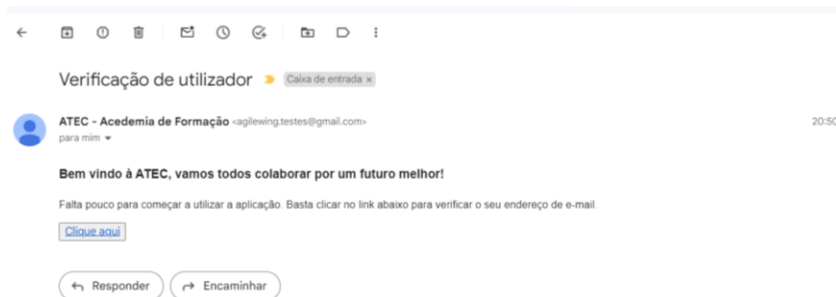 Verificação de utilizador Caixa de entrada ×
ATEC - Acedemia de Formação <agilewing.testes@gmail.com> 20:50
para mim
Bem vindo à ATEC, vamos todos colaborar por um futuro melhor!
Falta pouco para começar a utilizar a aplicação. Basta clicar no link abaixo para verificar o seu endereço de e-mail.
Clique aqui
Responder Encaminhar